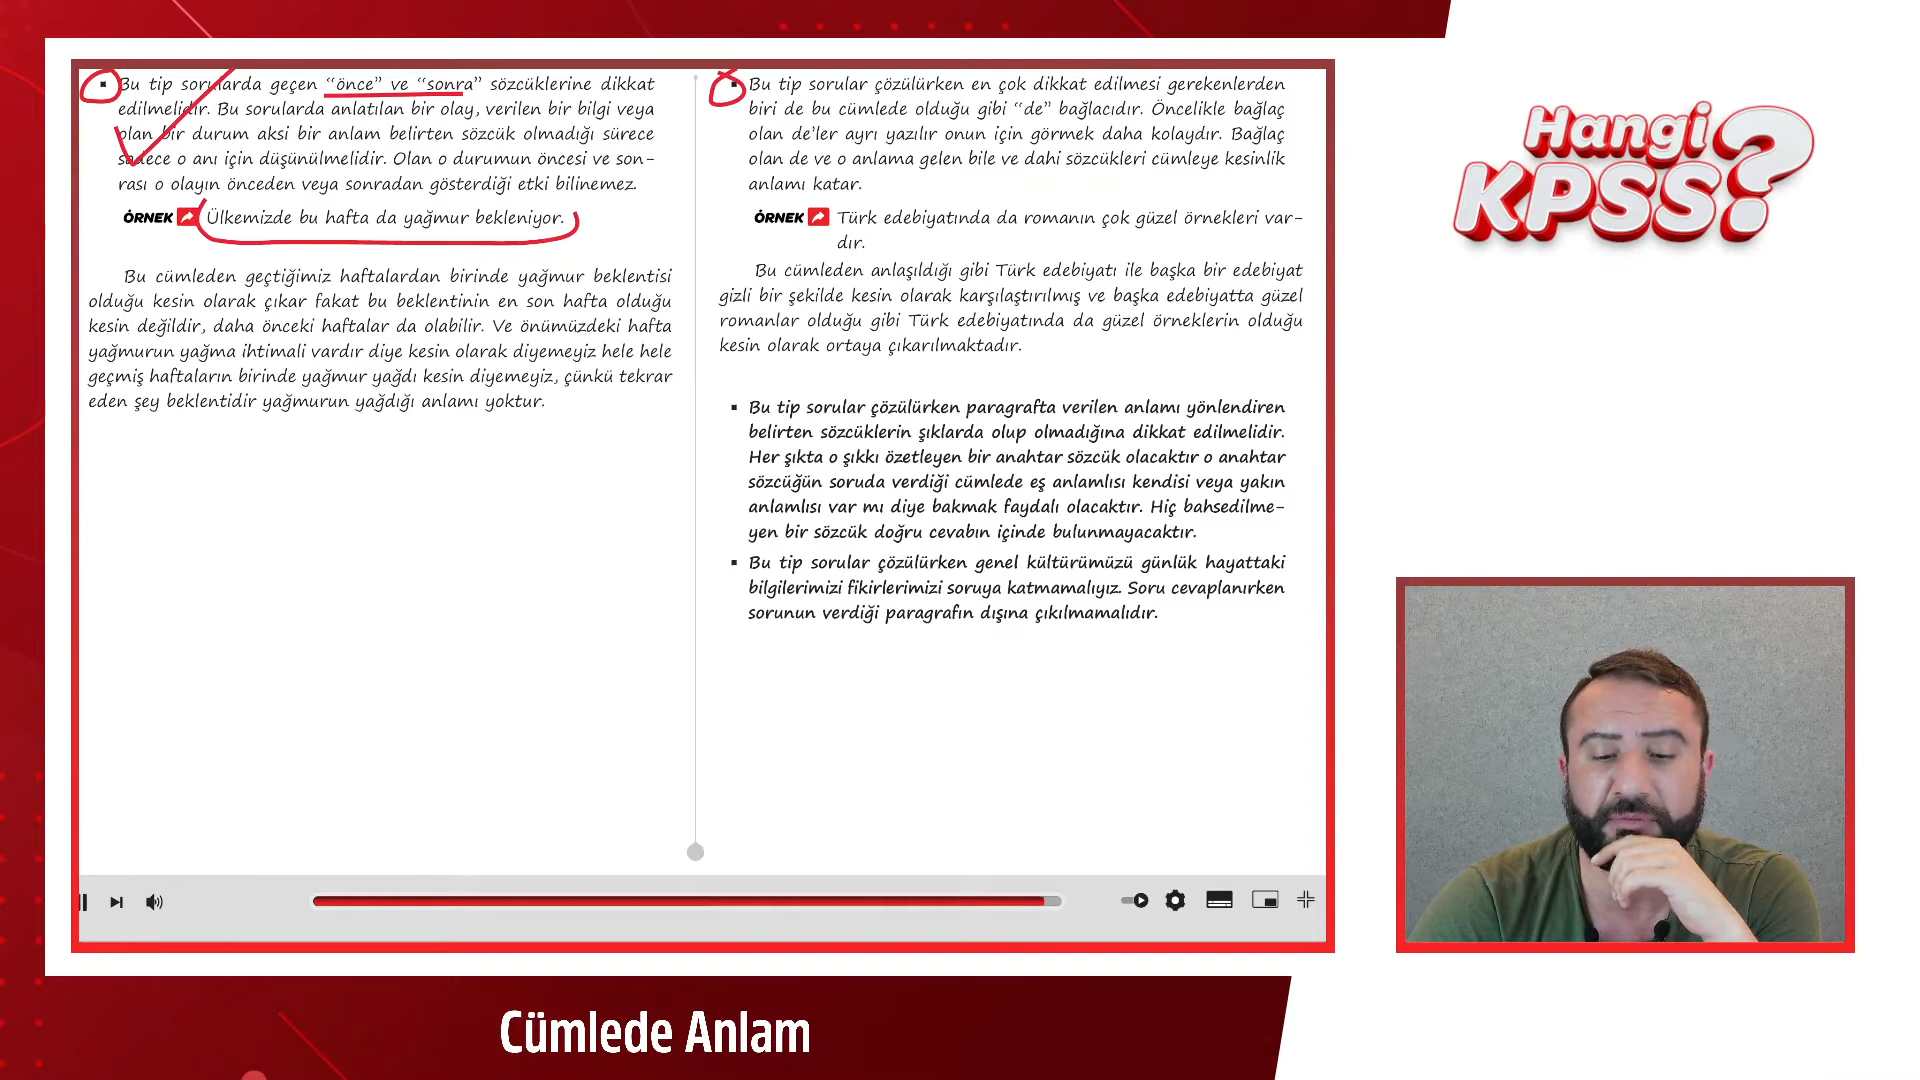 Bu tip sorularda geçen “önce” ve “sonra” sözcüklerine dikkat
edilmelidir. Bu sorularda anlatılan bir olay, verilen bir bilgi veya
olan bir durum aksi bir anlam belirten sözcük olmadığı sürece
sadece o anı için düşünülmelidir. Olan o durumun öncesi ve son-
rası o olayın önceden veya sonradan gösterdiği etki bilinemez.
ÖRNEK Ülkemizde bu hafta da yağmur bekleniyor.
Bu cümleden geçtiğimiz haftalardan birinde yağmur beklentisi
olduğu kesin olarak çıkar fakat bu beklentinin en son hafta olduğu
kesin değildir, daha önceki haftalar da olabilir. Ve önümüzdeki hafta
yağmurun yağma ihtimali vardır diye kesin olarak diyemeyiz hele hele
geçmiş haftaların birinde yağmur yağdı kesin diyemeyiz, çünkü tekrar
eden şey beklentidir yağmurun yağdığı anlamı yoktur.
Bu tip sorular çözülürken en çok dikkat edilmesi gerekenlerden
biri de bu cümlede olduğu gibi “de” bağlacıdır. Öncelikle bağlaç
olan de’ler ayrı yazılır onun için görmek daha kolaydır. Bağlaç
olan de ve o anlama gelen bile ve dahi sözcükleri cümleye kesinlik
anlamı katar.
ÖRNEK Türk edebiyatında da romanın çok güzel örnekleri var-
dır.
Bu cümleden anlaşıldığı gibi Türk edebiyatı ile başka bir edebiyat
gizli bir şekilde kesin olarak karşılaştırılmış ve başka edebiyatta güzel
romanlar olduğu gibi Türk edebiyatında da güzel örneklerin olduğu
kesin olarak ortaya çıkarılmaktadır.
Bu tip sorular çözülürken paragrafta verilen anlamı yönlendiren
belirten sözcüklerin şıklarda olup olmadığına dikkat edilmelidir.
Her şıkta o şıkkı özetleyen bir anahtar sözcük olacaktır o anahtar
sözcüğün soruda verdiği cümlede eş anlamlısı kendisi veya yakın
anlamlısı var mı diye bakmak faydalı olacaktır. Hiç bahsedilme-
yen bir sözcük doğru cevabın içinde bulunmayacaktır.
Bu tip sorular çözülürken genel kültürümüzü günlük hayattaki
bilgilerimizi fikirlerimizi soruya katmamalıyız. Soru cevaplanırken
sorunun verdiği paragrafın dışına çıkılmamalıdır.
Hangi
KPSS?
Cümlede Anlam